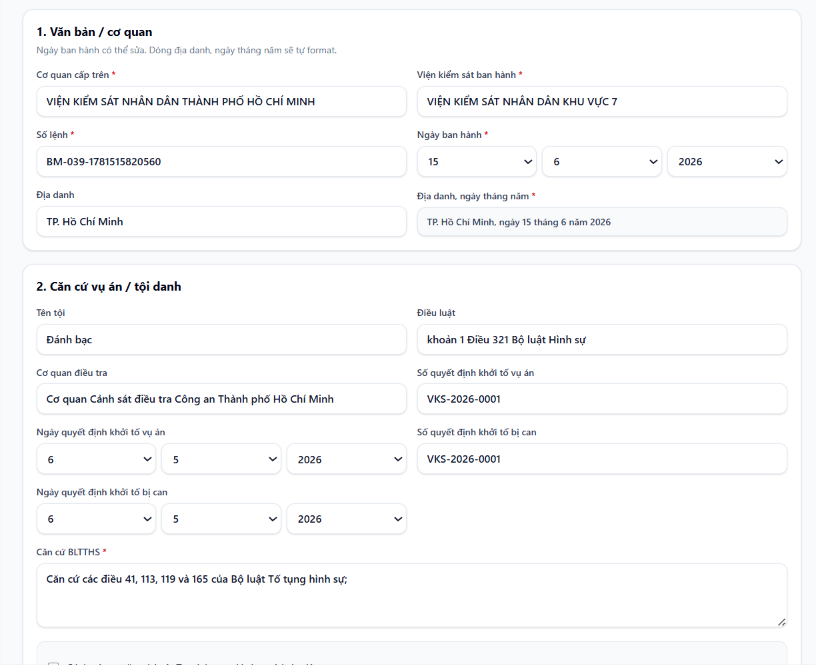 1. Văn bản / cơ quan
Ngày ban hành có thể sửa. Dòng địa danh, ngày tháng năm sẽ tự format.
Cơ quan cấp trên *
Viện kiểm sát ban hành *
VIỆN KIỂM SÁT NHÂN DÂN THÀNH PHỐ HỒ CHÍ MINH
VIỆN KIỂM SÁT NHÂN DÂN KHU VỰC 7
Số lệnh *
Ngày ban hành *
BM-039-1781515820560
15 6 2026
Địa danh
Địa danh, ngày tháng năm *
TP. Hồ Chí Minh
TP. Hồ Chí Minh, ngày 15 tháng 6 năm 2026
2. Căn cứ vụ án / tội danh
Tên tội
Điều luật
Đánh bạc
khoản 1 Điều 321 Bộ luật Hình sự
Cơ quan điều tra
Số quyết định khởi tố vụ án
Cơ quan Cảnh sát điều tra Công an Thành phố Hồ Chí Minh
VKS-2026-0001
Ngày quyết định khởi tố vụ án
Số quyết định khởi tố bị can
6 5 2026
VKS-2026-0001
Ngày quyết định khởi tố bị can
6 5 2026
Căn cứ BLTTHS *
Căn cứ các điều 41, 113, 119 và 165 của Bộ luật Tố tụng hình sự;